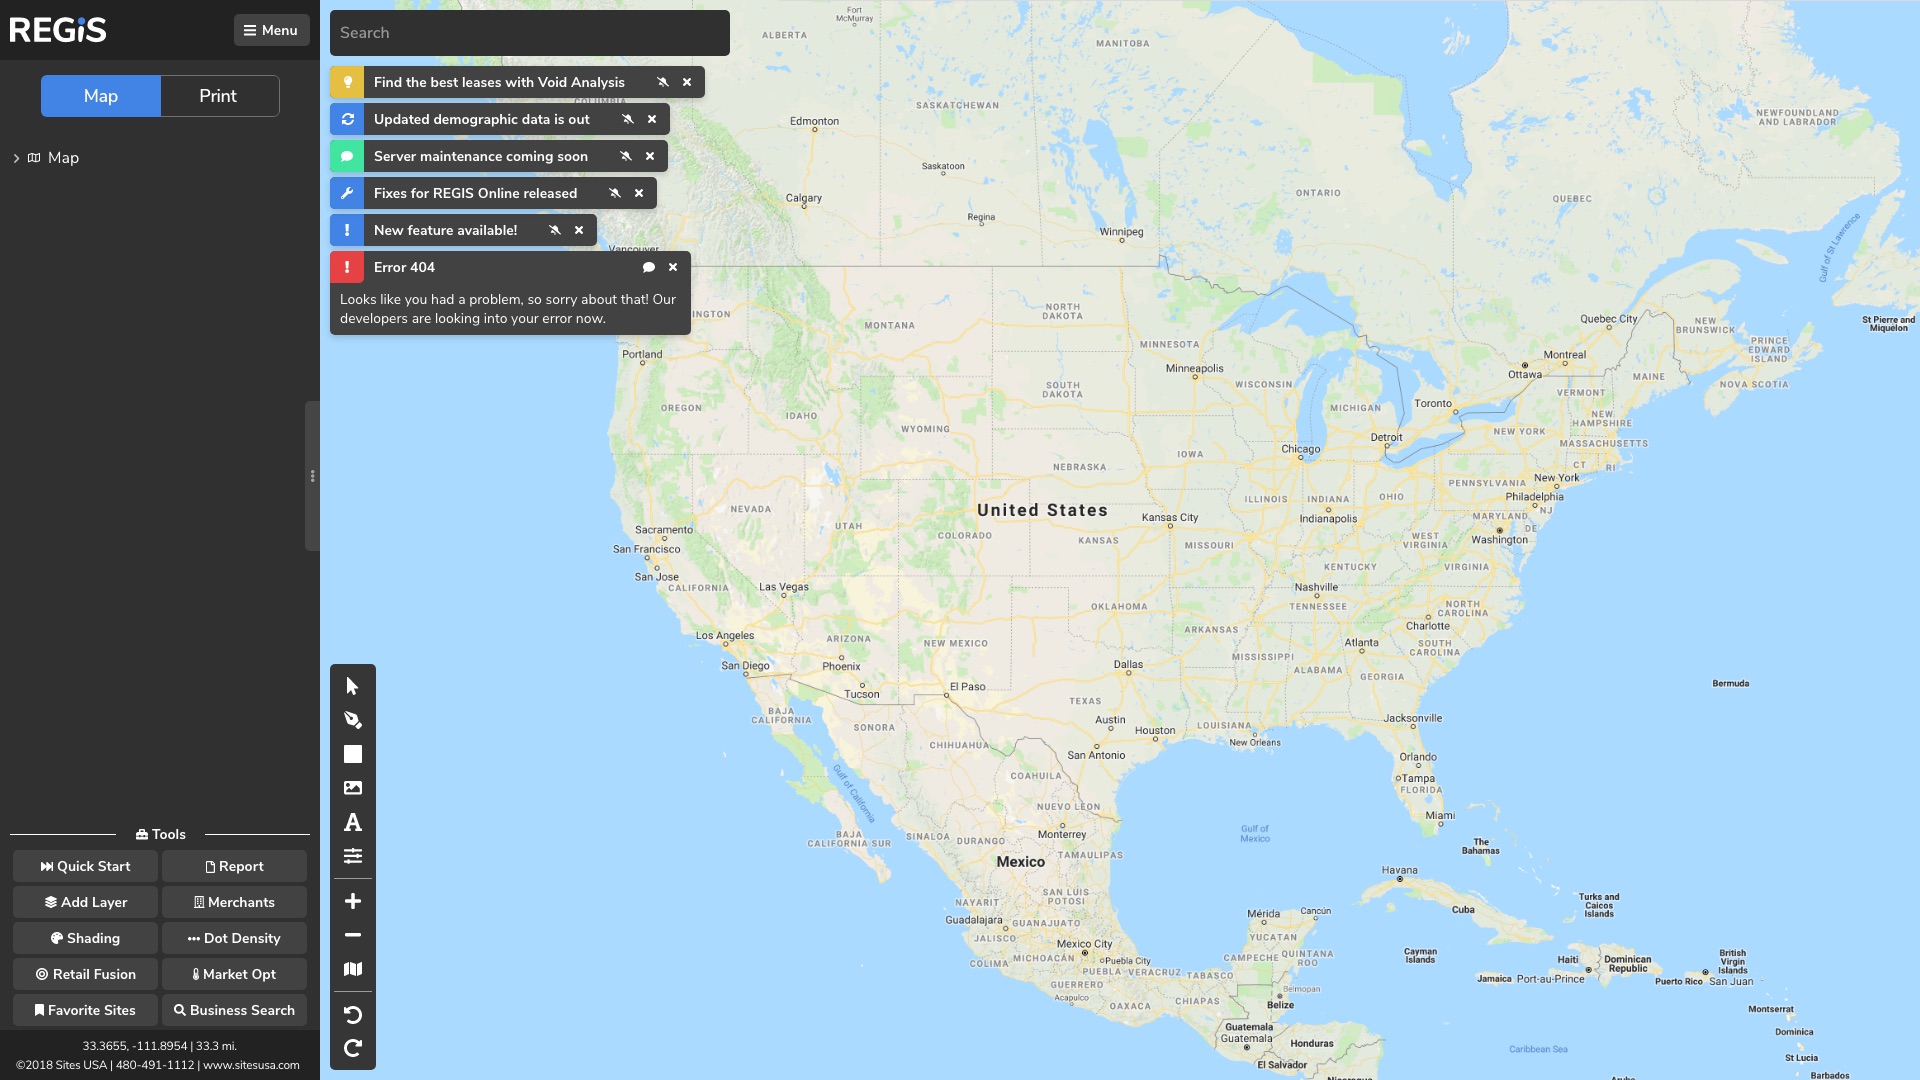 REGiS
Menu
Map
Print
Map
Tools
Quick Start
Report
Add Layer
Merchants
Shading
Dot Density
Retail Fusion
Market Opt
Favorite Sites
Business Search
33.3655, -111.8954 | 33.3 mi.
©2018 Sites USA | 480-491-1112 | www.sitesusa.com
Search
Find the best leases with Void Analysis
Updated demographic data is out
Server maintenance coming soon
Fixes for REGIS Online released
New feature available!
Error 404
Looks like you had a problem, so sorry about that! Our
developers are looking into your error now.
Fort
McMurray
ALBERTA
MANITOBA
SASKATCHEWAN
NEWFOUNDLAND
AND LABRADOR
Edmonton
Saskatoon
Calgary
ONTARIO
QUEBEC
Regina
Winnipeg
Gulf of St Lawrence
Vancouver
NORTH
DAKOTA
MONTANA
Quebec City
NEW
BRUNSWICK
St Pierre and
Miquelon
MINNESOTA
PRINCE
EDWARD
ISLAND
Portland
Montreal
Minneapolis
Ottawa
MAINE
NOVA SCOTIA
SOUTH
DAKOTA
WISCONSIN
VERMONT
OREGON
IDAHO
MICHIGAN
Toronto
NEW
HAMPSHIRE
WYOMING
Detroit
NEW YORK
MASSACHUSETTS
Chicago
IOWA
NEBRASKA
CT
RI
PENNSYLVANIA
New York
Philadelphia
ILLINOIS
INDIANA
OHIO
NEVADA
United States
NJ
Kansas City
Indianapolis
MARYLAND
UTAH
Sacramento
DE
COLORADO
KANSAS
WEST
VIRGINIA
Washington
San Francisco
MISSOURI
San Jose
KENTUCKY
VIRGINIA
CALIFORNIA
Las Vegas
Nashville
TENNESSEE
OKLAHOMA
NORTH
CAROLINA
Charlotte
Los Angeles
ARIZONA
NEW MEXICO
ARKANSAS
Atlanta
SOUTH
CAROLINA
San Diego
Phoenix
Dallas
MISSISSIPPI
ALABAMA
GEORGIA
Tucson
El Paso
Bermuda
TEXAS
BAJA
CALIFORNIA
SONORA
Austin
Houston
LOUISIANA
Jacksonville
CHIHUAHUA
San Antonio
New Orleans
Orlando
COAHUILA
Gulf of California
Tampa
FLORIDA
NUEVO LEON
Miami
BAJA
CALIFORNIA SUR
SINALOA
DURANGO
Monterrey
Gulf of
Mexico
The
Bahamas
Mexico
TAMAULIPAS
Havana
SAN LUIS
POTOSI
NAYARIT
Turks and
Caicos
Islands
Cuba
Guadalajara
GUANAJUATO
Mérida
Cancún
JALISCO
YUCATAN
Mexico City
MICHOACÁN
COLIMA
Puebla City
CAMPECHE
QUINTANA
ROO
Cayman
Islands
Haiti
Dominican
Republic
British
Virgin
Islands
PUEBLA
VERACRUZ
TABASCO
Jamaica
Port-au-Prince
Puerto Rico
San Juan
GUERRERO
Acapulco
Belmopan
OAXACA
CHIAPAS
Belize
Montserrat
Guatemala
Guatemala
Dominica
Honduras
Caribbean Sea
St Lucia
El Salvador
Barbados